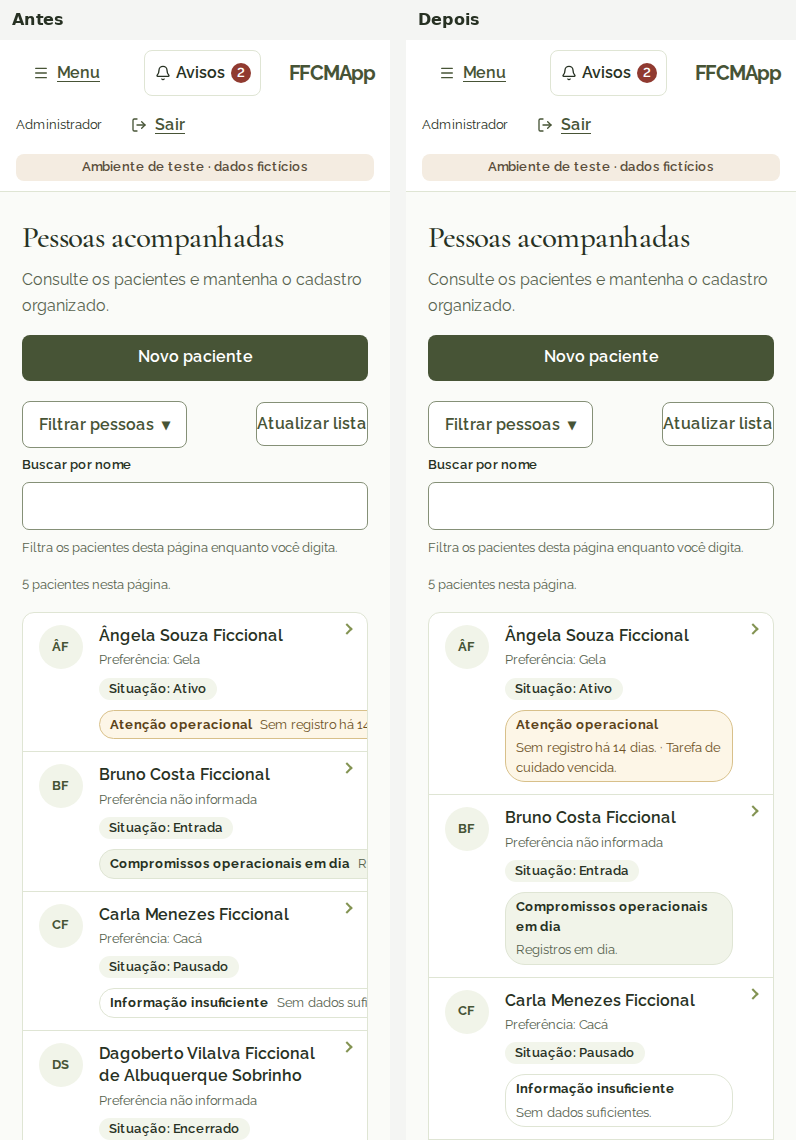 Antes
Menu
Avisos 2
FFCMApp
Administrador
Sair
Ambiente de teste · dados fictícios
Pessoas acompanhadas
Consulte os pacientes e mantenha o cadastro
organizado.
Novo paciente
Filtrar pessoas ▼
Atualizar lista
Buscar por nome
Filtra os pacientes desta página enquanto você digita.
5 pacientes nesta página.
ÂF
Ângela Souza Ficcional
Preferência: Gela
Situação: Ativo
Atenção operacional Sem registro há 14
BF
Bruno Costa Ficcional
Preferência não informada
Situação: Entrada
Compromissos operacionais em dia R
CF
Carla Menezes Ficcional
Preferência: Cacá
Situação: Pausado
Informação insuficiente Sem dados sufi
DS
Dagoberto Vilalva Ficcional
de Albuquerque Sobrinho
Preferência não informada
Situação: Encerrado
Depois
Menu
Avisos 2
FFCMApp
Administrador
Sair
Ambiente de teste · dados fictícios
Pessoas acompanhadas
Consulte os pacientes e mantenha o cadastro
organizado.
Novo paciente
Filtrar pessoas ▼
Atualizar lista
Buscar por nome
Filtra os pacientes desta página enquanto você digita.
5 pacientes nesta página.
ÂF
Ângela Souza Ficcional
Preferência: Gela
Situação: Ativo
Atenção operacional
Sem registro há 14 dias. · Tarefa de
cuidado vencida.
BF
Bruno Costa Ficcional
Preferência não informada
Situação: Entrada
Compromissos operacionais
em dia
Registros em dia.
CF
Carla Menezes Ficcional
Preferência: Cacá
Situação: Pausado
Informação insuficiente
Sem dados suficientes.